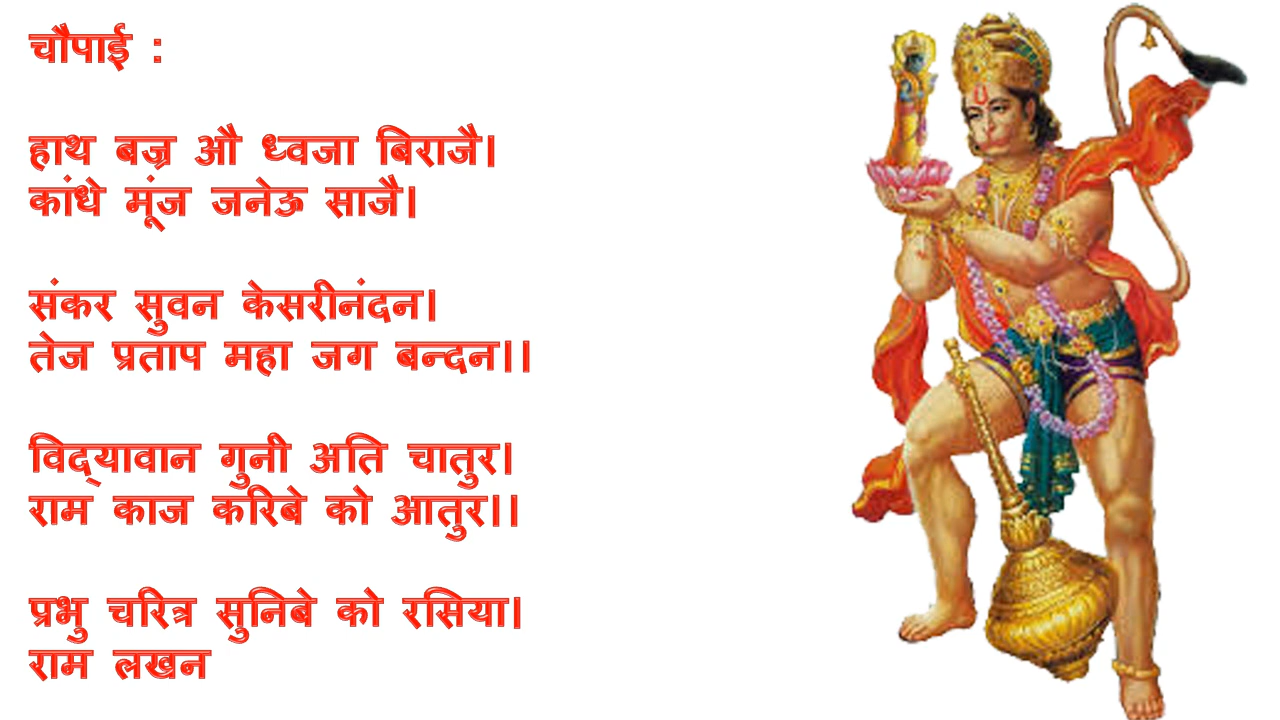 चौपाई :
हाथ बज्र औ ध्वजा बिराजै।
कांधे मूंज जनेऊ साजै।
संकर सुवन केसरीनंदन।
तेज प्रताप महा जग बन्दन।।
विद्यावान गुनी अति चातुर।
राम काज करिबे को आतुर।।
प्रभु चरित्र सुनिबे को रसिया।
राम लखन